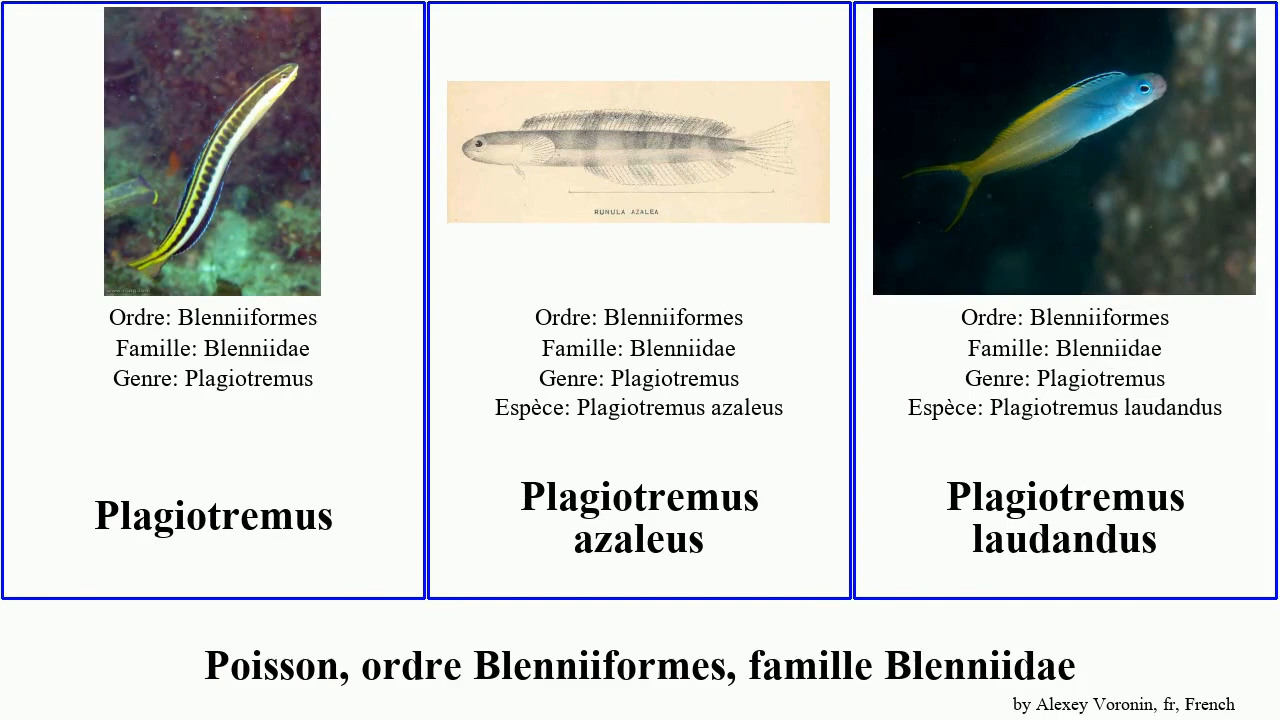 Ordre: Blenniiformes
Famille: Blenniidae
Genre: Plagiotremus
Plagiotremus
RUNULA AZALEA
Ordre: Blenniiformes
Famille: Blenniidae
Genre: Plagiotremus
Espèce: Plagiotremus azaleus
Plagiotremus
azaleus
Ordre: Blenniiformes
Famille: Blenniidae
Genre: Plagiotremus
Espèce: Plagiotremus laudandus
Plagiotremus
laudandus
Poisson, ordre Blenniiformes, famille Blenniidae
by Alexey Voronin, fr, French